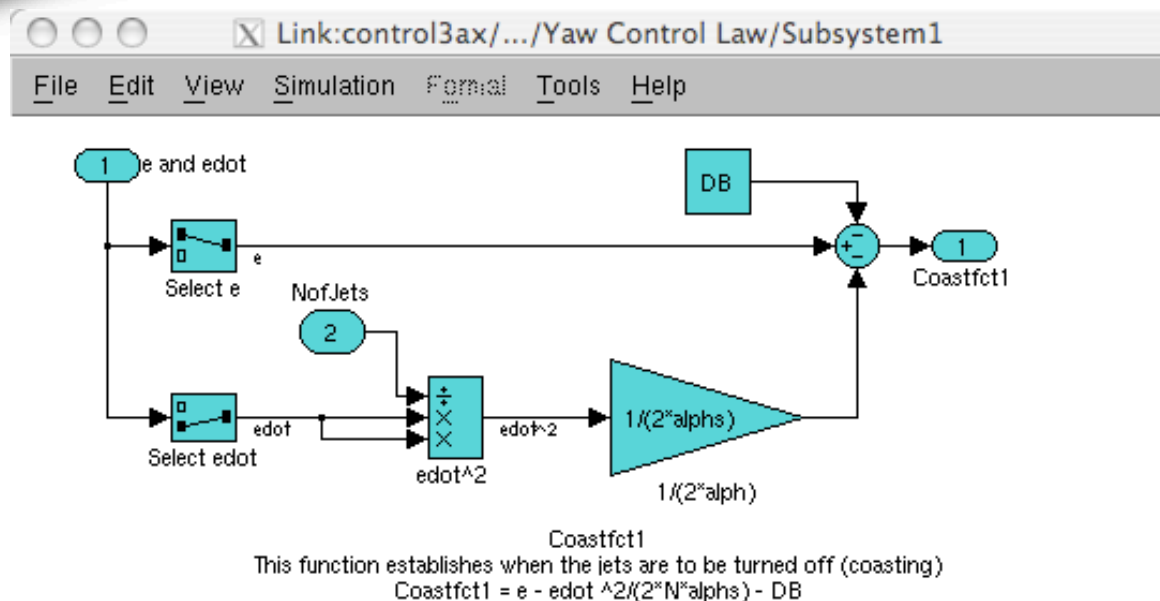 X Link:control3ax/.../Yaw Control Law/Subsystem1
File Edit View Simulation Format Tools Help
1 e and edot
DB
Select e
e
+ - -
1
Coastfct1
NofJets
2
Select edot
edot
÷
×
×
edot^2
edot^2
1/(2*alphs)
1/(2*alph)
Coastfct1
This function establishes when the jets are to be turned off (coasting)
Coastfct1 = e - edot ^2/(2*N*alphs) - DB